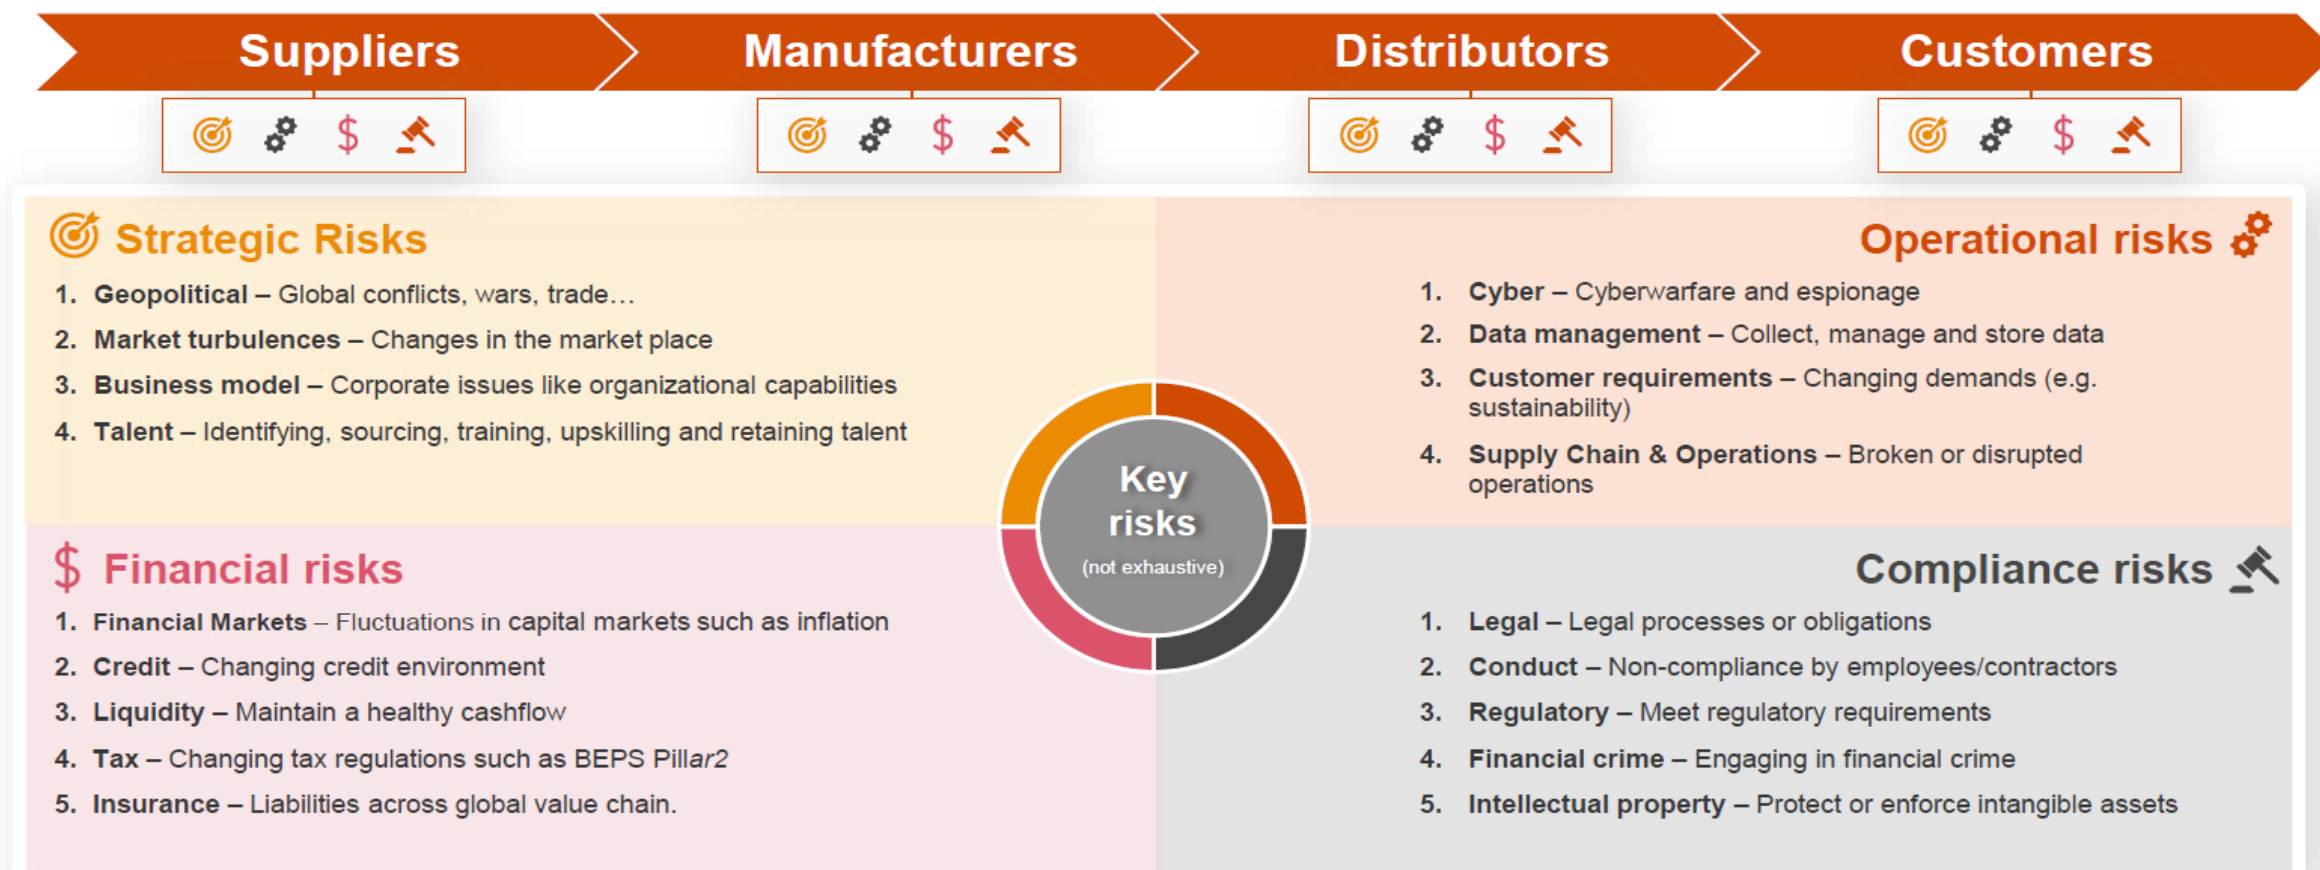 Suppliers
Manufacturers
Distributors
Customers
Strategic Risks
1. Geopolitical – Global conflicts, wars, trade…
2. Market turbulences – Changes in the market place
3. Business model – Corporate issues like organizational capabilities
4. Talent – Identifying, sourcing, training, upskilling and retaining talent
Operational risks
1. Cyber – Cyberwarfare and espionage
2. Data management – Collect, manage and store data
3. Customer requirements – Changing demands (e.g.
sustainability)
4. Supply Chain & Operations – Broken or disrupted
operations
Key
risks
(not exhaustive)
$ Financial risks
1. Financial Markets – Fluctuations in capital markets such as inflation
2. Credit – Changing credit environment
3. Liquidity – Maintain a healthy cashflow
4. Tax – Changing tax regulations such as BEPS Pillar2
5. Insurance – Liabilities across global value chain.
Compliance risks
1. Legal – Legal processes or obligations
2. Conduct – Non-compliance by employees/contractors
3. Regulatory – Meet regulatory requirements
4. Financial crime – Engaging in financial crime
5. Intellectual property – Protect or enforce intangible assets